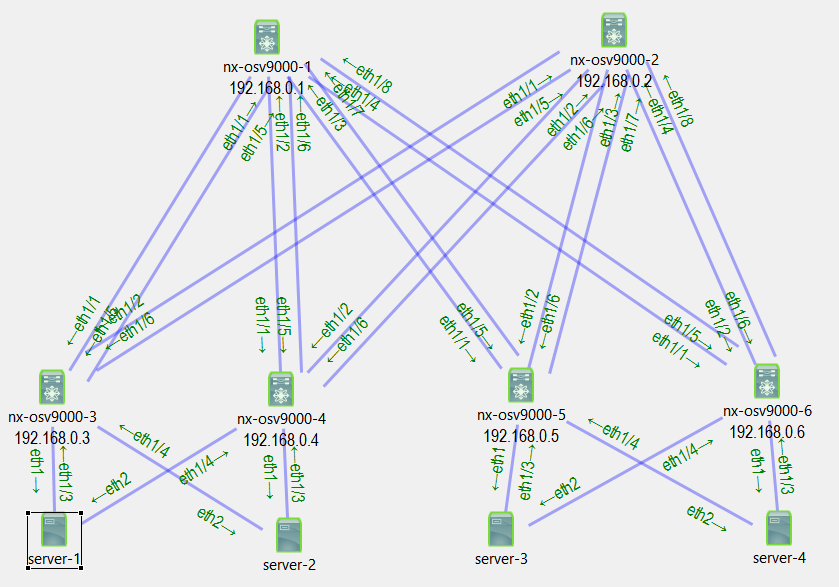 nx-osv9000-1
192.168.0.1
nx-osv9000-2
192.168.0.2
←eth1/8
←eth1/4
←eth1/7
←eth1/3
eth1/1→
eth1/5→
←eth1/2
←eth1/6
eth1/1→
eth1/5→
eth1/2→
eth1/6→
eth1/3→
eth1/7→
←eth1/4
←eth1/8
←eth1/1
←eth1/5
←eth1/2
←eth1/6
eth1/1→
eth1/5→
←eth1/2
←eth1/6
eth1/1→
eth1/5→
←eth1/2
←eth1/6
eth1/1→
eth1/5→
eth1/2→
eth1/6→
nx-osv9000-3
192.168.0.3
nx-osv9000-4
192.168.0.4
nx-osv9000-5
192.168.0.5
nx-osv9000-6
192.168.0.6
eth1→
eth1/3→
←eth1/4
eth1/4→
←eth2
eth2→
eth1→
←eth1/3
←eth1
eth1/3→
←eth1/4
eth1/4→
←eth2
eth2→
eth1→
←eth1/3
server-1
server-2
server-3
server-4